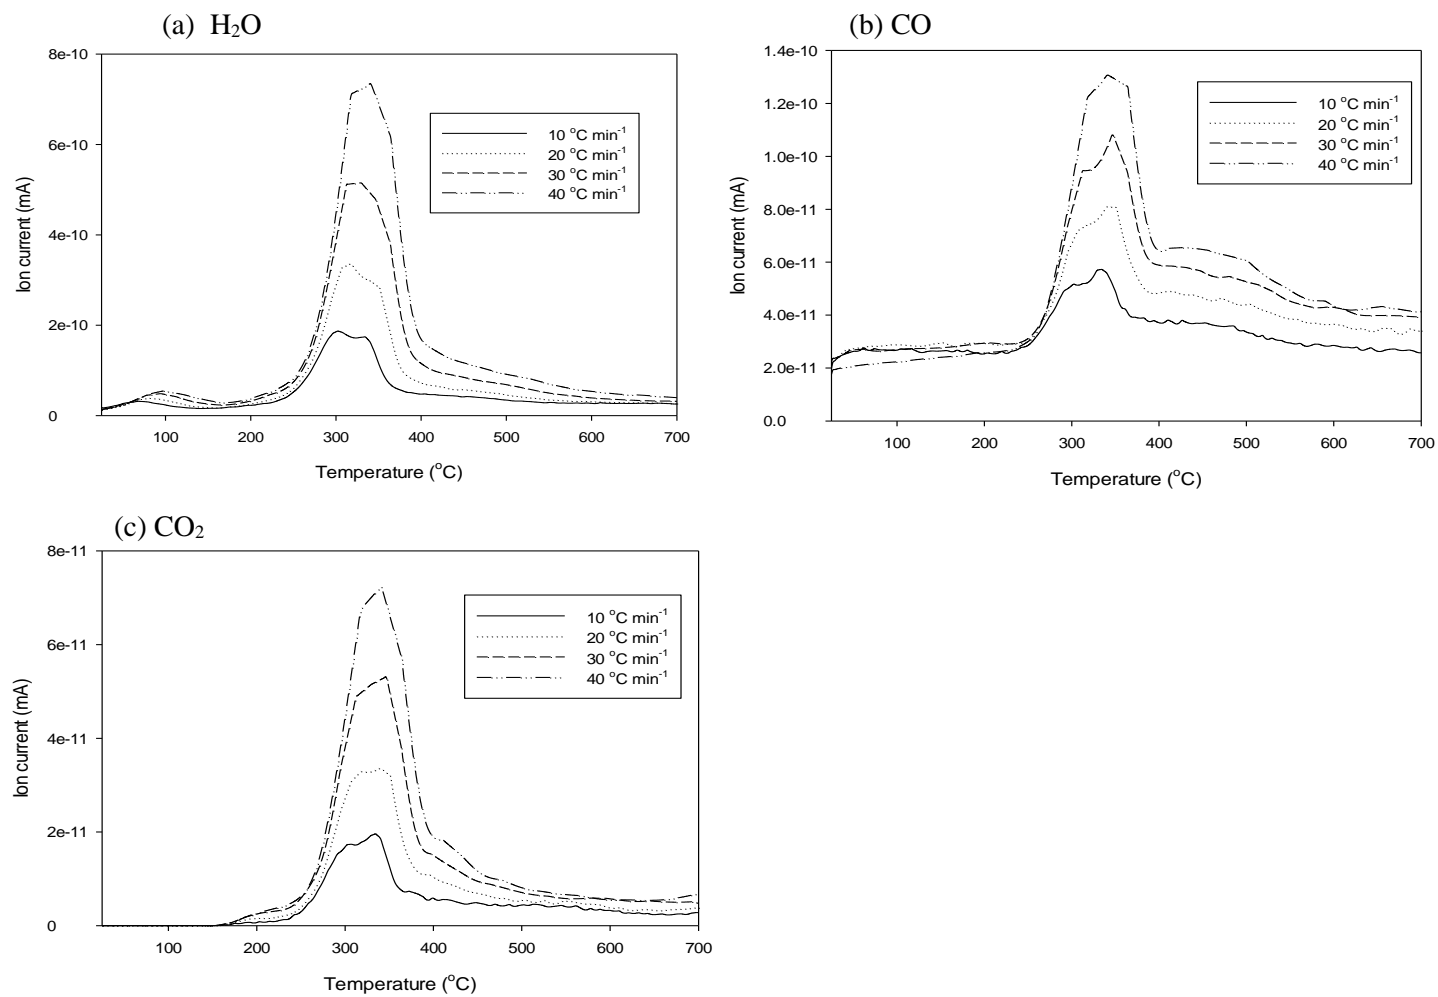 (a) H₂O
8e-10
6e-10
4e-10
2e-10
0
100 200 300 400 500 600 700
Ion current (mA)
Temperature (°C)
10 °C min⁻¹
20 °C min⁻¹
30 °C min⁻¹
40 °C min⁻¹
(b) CO
1.4e-10
1.2e-10
1.0e-10
8.0e-11
6.0e-11
4.0e-11
2.0e-11
0.0
100 200 300 400 500 600 700
Ion current (mA)
Temperature (°C)
10 °C min⁻¹
20 °C min⁻¹
30 °C min⁻¹
40 °C min⁻¹
(c) CO₂
8e-11
6e-11
4e-11
2e-11
0
100 200 300 400 500 600 700
Ion current (mA)
Temperature (°C)
10 °C min⁻¹
20 °C min⁻¹
30 °C min⁻¹
40 °C min⁻¹